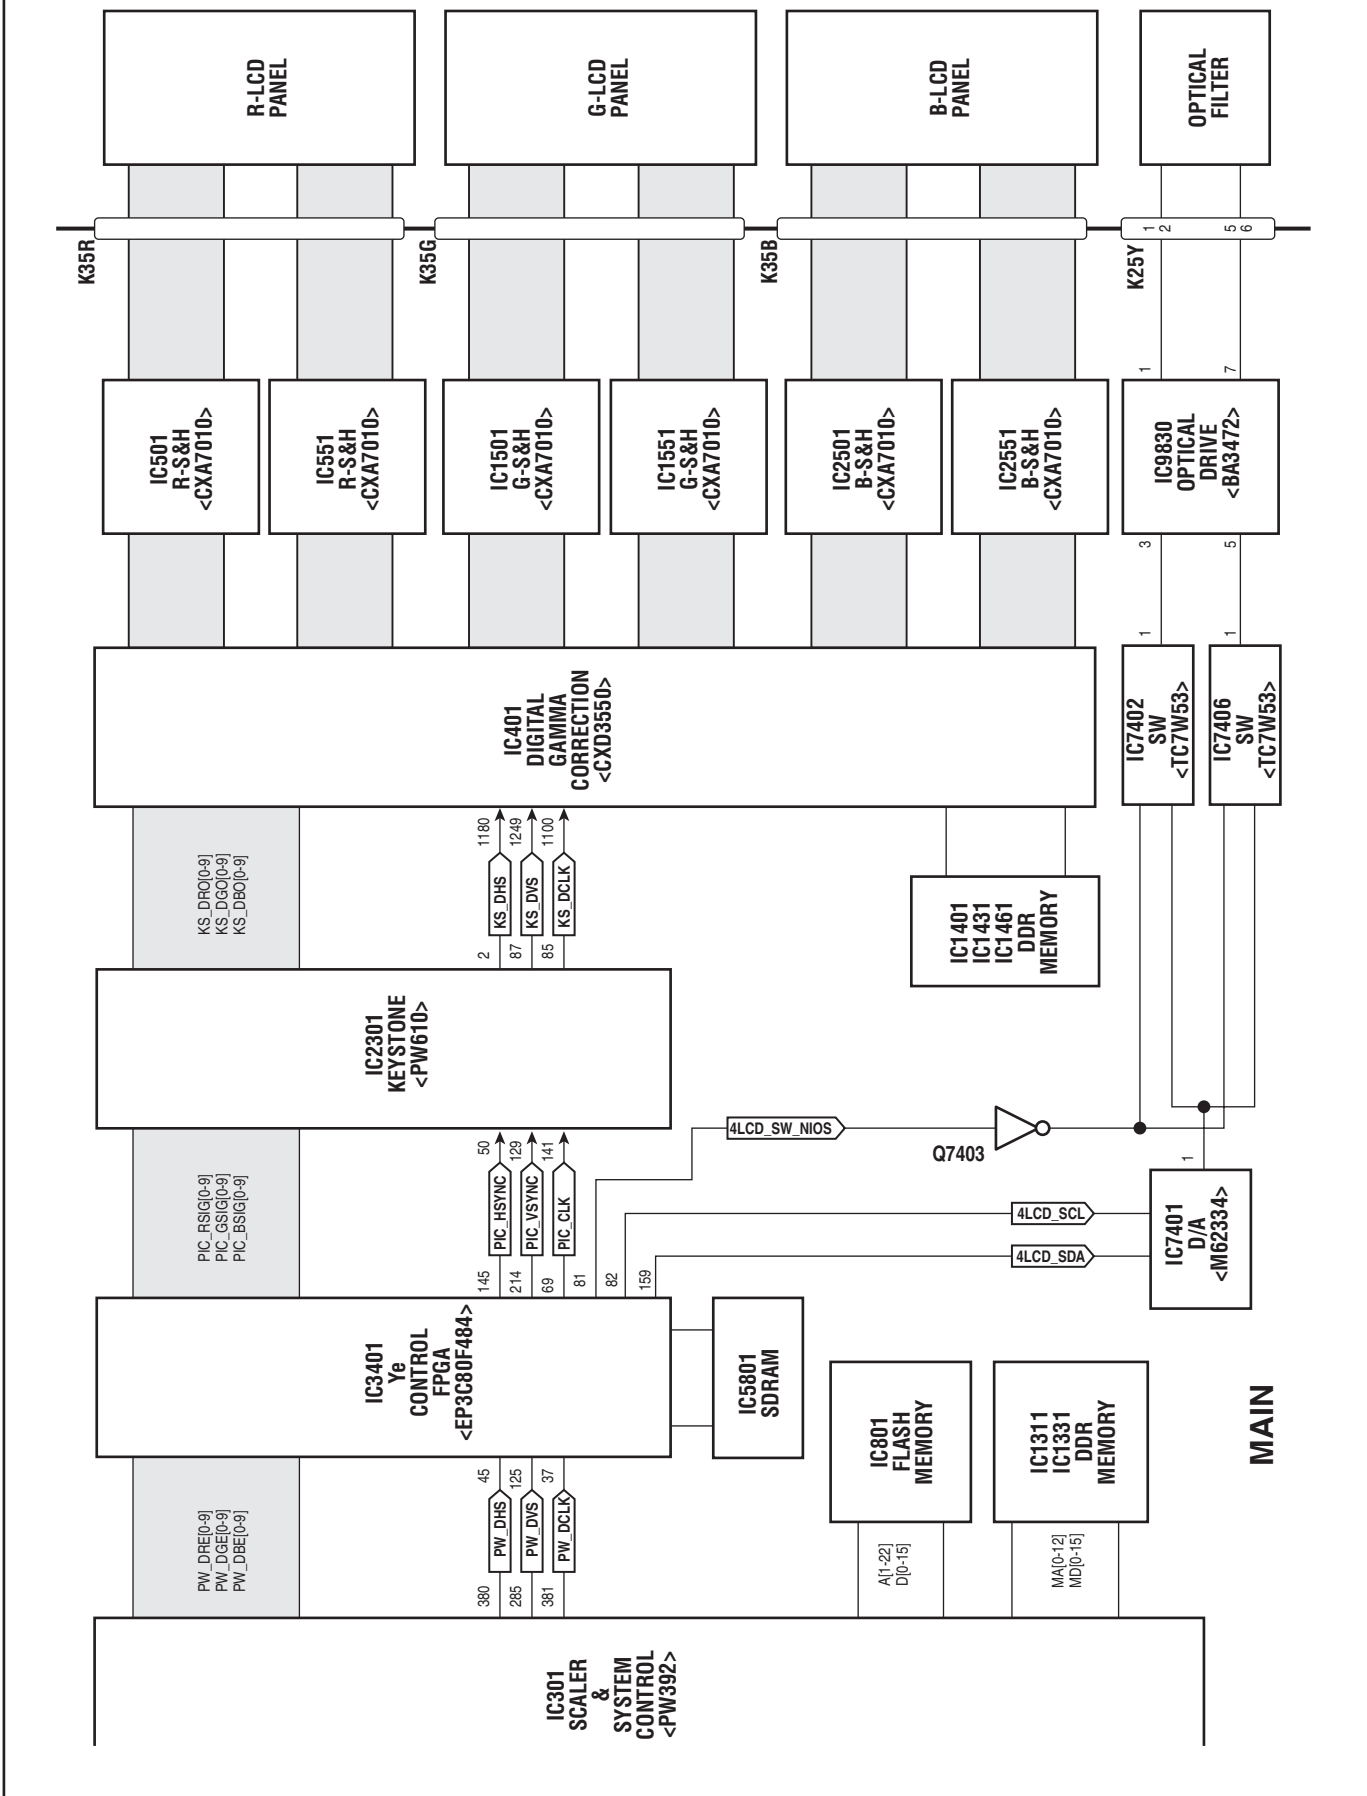 R-LCD
PANEL
G-LCD
PANEL
B-LCD
PANEL
OPTICAL
FILTER
K35R
K35G
K35B
K25Y
1
2
5
6
1
7
IC501
R-S&H
<CXA7010>
IC551
R-S&H
<CXA7010>
IC1501
G-S&H
<CXA7010>
IC1551
G-S&H
<CXA7010>
IC2501
B-S&H
<CXA7010>
IC2551
B-S&H
<CXA7010>
IC9830
OPTICAL
DRIVE
<BA3472>
3
5
1
1
IC401
DIGITAL
GAMMA
CORRECTION
<CXD3550>
IC7402
SW
<TC7W53>
IC7406
SW
<TC7W53>
KS_DRO[0-9]
KS_DGO[0-9]
KS_DBO[0-9]
1180
1249
1100
KS_DHS
KS_DVS
KS_DCLK
2
87
85
IC1401
IC1431
IC1461
DDR
MEMORY
IC2301
KEYSTONE
<PW610>
PIC_RSIG[0-9]
PIC_GSIG[0-9]
PIC_BSIG[0-9]
50
129
141
PIC_HSYNC
PIC_VSYNC
PIC_CLK
145
214
69
81
82
159
4LCD_SW_NIOS
Q7403
4LCD_SCL
4LCD_SDA
1
IC7401
D/A
<M62334>
IC3401
Ye
CONTROL
FPGA
<EP3C80F484>
IC5801
SDRAM
IC801
FLASH
MEMORY
IC1311
IC1331
DDR
MEMORY
MAIN
PW_DRE[0-9]
PW_DGE[0-9]
PW_DBE[0-9]
45
125
37
PW_DHS
PW_DVS
PW_DCLK
380
285
381
A[1-22]
D[0-15]
MA[0-12]
MD[0-15]
IC301
SCALER
&
SYSTEM
CONTROL
<PW392>